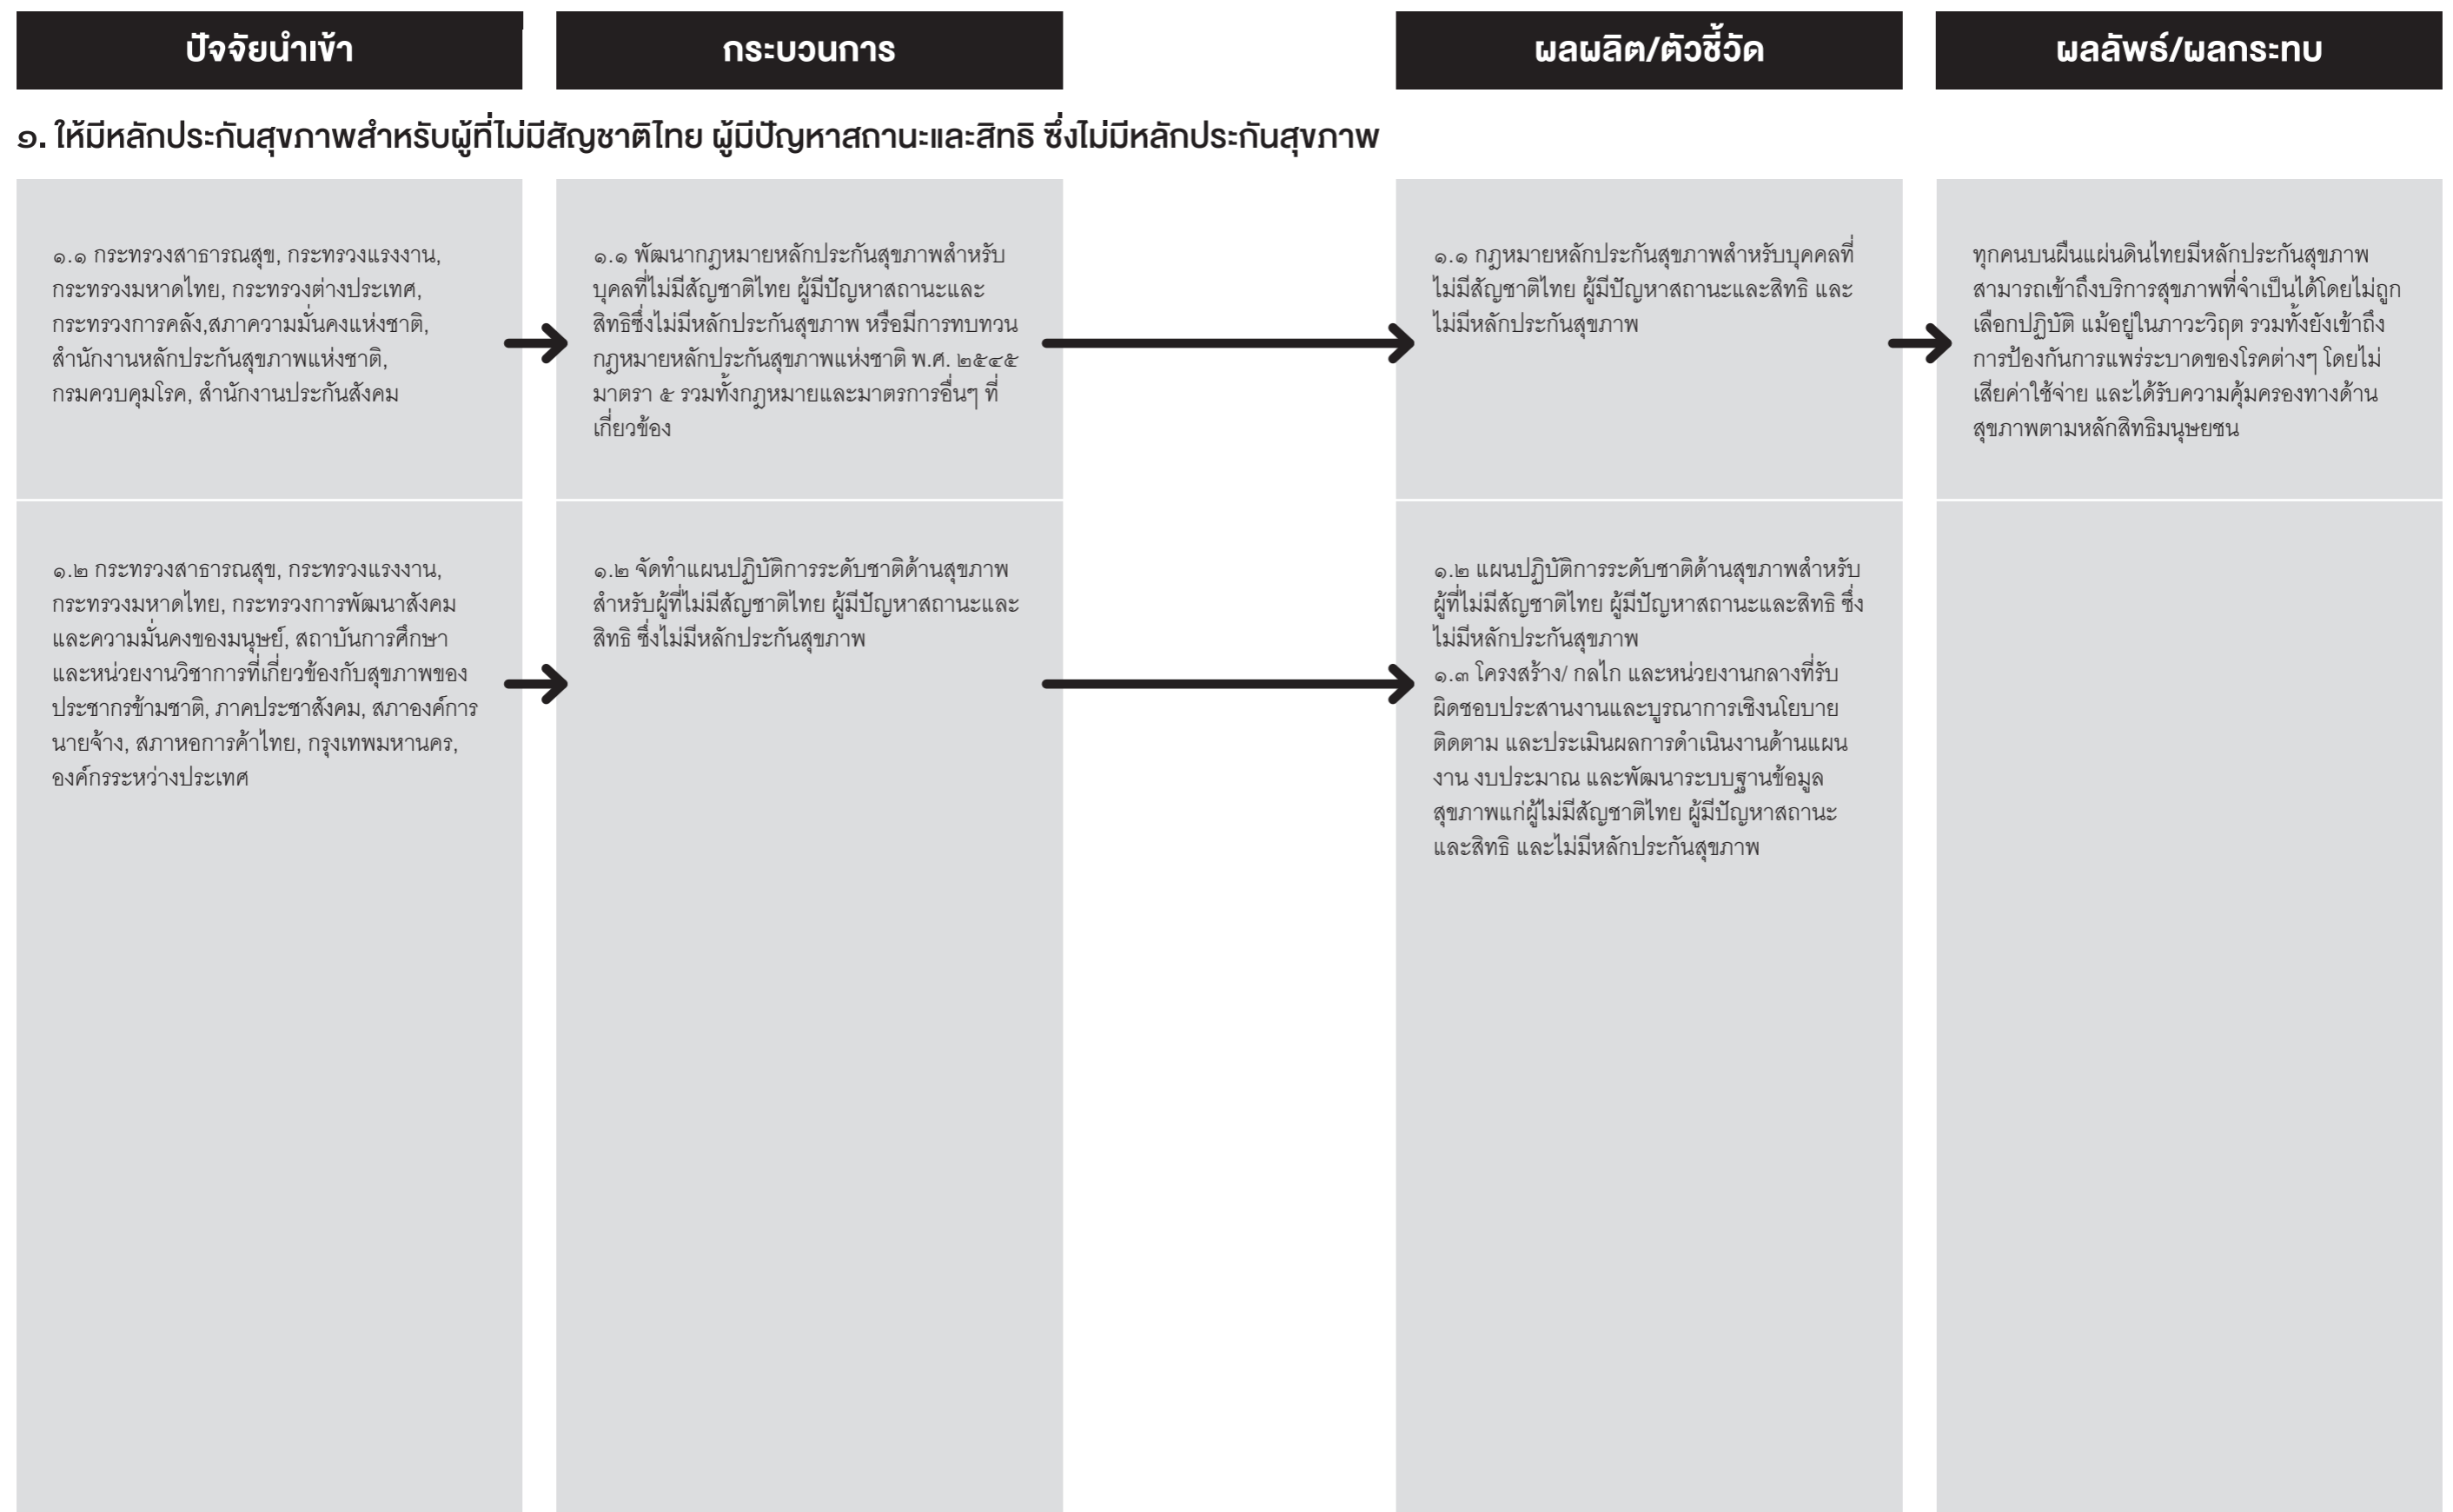 ปัจจัยนำเข้า
กระบวนการ
ผลผลิต/ตัวชี้วัด
ผลลัพธ์/ผลกระทบ
๑. ให้มีหลักประกันสุขภาพสำหรับผู้ที่ไม่มีสัญชาติไทย ผู้มีปัญหาสถานะและสิทธิ ซึ่งไม่มีหลักประกันสุขภาพ
๑.๑ กระทรวงสาธารณสุข, กระทรวงแรงงาน,
กระทรวงมหาดไทย, กระทรวงต่างประเทศ,
กระทรวงการคลัง,สภาความมั่นคงแห่งชาติ,
สำนักงานหลักประกันสุขภาพแห่งชาติ,
กรมควบคุมโรค, สำนักงานประกันสังคม
๑.๑ พัฒนากฎหมายหลักประกันสุขภาพสำหรับ
บุคลที่ไม่มีสัญชาติไทย ผู้มีปัญหาสถานะและ
สิทธิซึ่งไม่มีหลักประกันสุขภาพ หรือมีการทบทวน
กฎหมายหลักประกันสุขภาพแห่งชาติ พ.ศ. ๒๕๔๕
มาตรา ๕ รวมทั้งกฎหมายและมาตรการอื่นๆ ที่
เกี่ยวข้อง
๑.๑ กฎหมายหลักประกันสุขภาพสำหรับบุคคลที่
ไม่มีสัญชาติไทย ผู้มีปัญหาสถานะและสิทธิ และ
ไม่มีหลักประกันสุขภาพ
ทุกคนบนผืนแผ่นดินไทยมีหลักประกันสุขภาพ
สามารถเข้าถึงบริการสุขภาพที่จำเป็นได้โดยไม่ถูก
เลือกปฏิบัติ แม้อยู่ในภาวะวิฤต รวมทั้งยังเข้าถึง
การป้องกันการแพร่ระบาดของโรคต่างๆ โดยไม่
เสียค่าใช้จ่าย และได้รับความคุ้มครองทางด้าน
สุขภาพตามหลักสิทธิมนุษยชน
๑.๒ กระทรวงสาธารณสุข, กระทรวงแรงงาน,
กระทรวงมหาดไทย, กระทรวงการพัฒนาสังคม
และความมั่นคงของมนุษย์, สถาบันการศึกษา
และหน่วยงานวิชาการที่เกี่ยวข้องกับสุขภาพของ
ประชากรข้ามชาติ, ภาคประชาสังคม, สภาองค์การ
นายจ้าง, สภาหอการค้าไทย, กรุงเทพมหานคร,
องค์กรระหว่างประเทศ
๑.๒ จัดทำแผนปฏิบัติการระดับชาติด้านสุขภาพ
สำหรับผู้ที่ไม่มีสัญชาติไทย ผู้มีปัญหาสถานะและ
สิทธิ ซึ่งไม่มีหลักประกันสุขภาพ
๑.๒ แผนปฏิบัติการระดับชาติด้านสุขภาพสำหรับ
ผู้ที่ไม่มีสัญชาติไทย ผู้มีปัญหาสถานะและสิทธิ ซึ่ง
ไม่มีหลักประกันสุขภาพ
๑.๓ โครงสร้าง/ กลไก และหน่วยงานกลางที่รับ
ผิดชอบประสานงานและบูรณาการเชิงนโยบาย
ติดตาม และประเมินผลการดำเนินงานด้านแผน
งาน งบประมาณ และพัฒนาระบบฐานข้อมูล
สุขภาพแก่ผู้ไม่มีสัญชาติไทย ผู้มีปัญหาสถานะ
และสิทธิ และไม่มีหลักประกันสุขภาพ